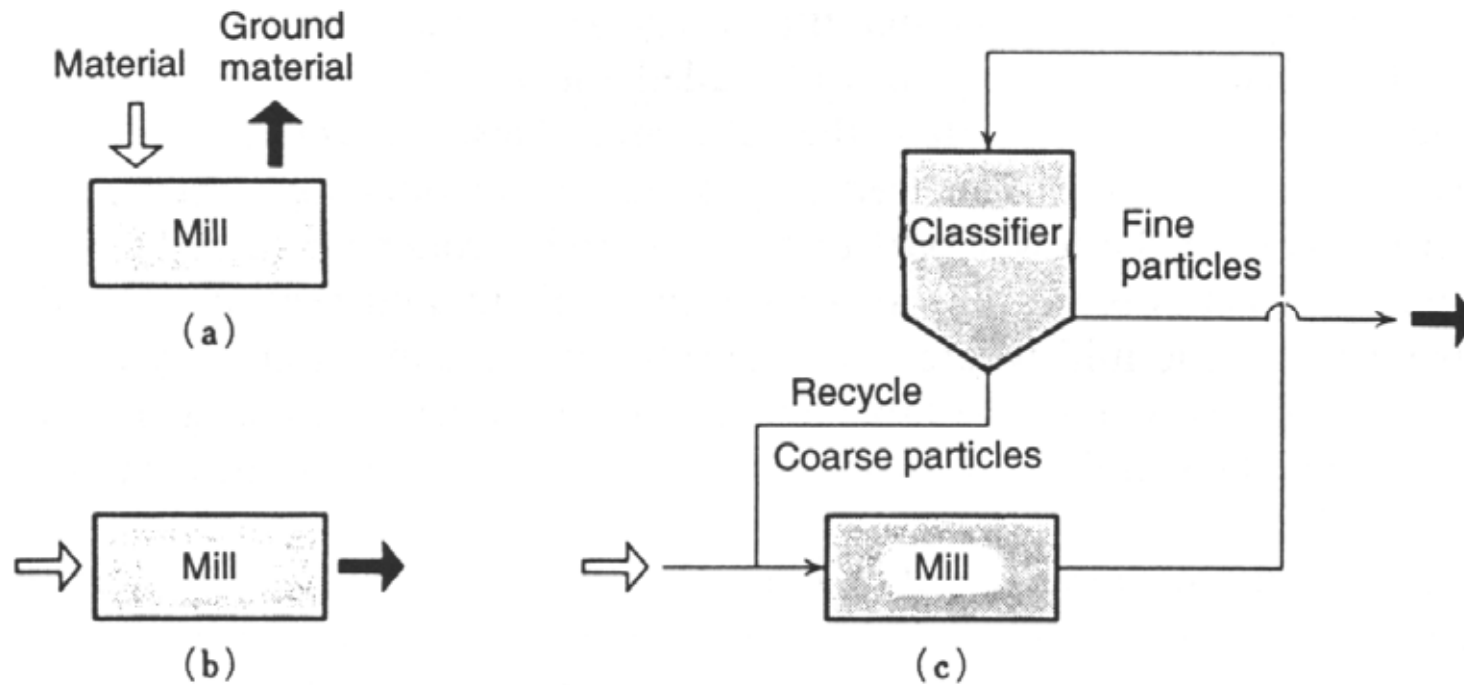 Material
Ground
material
Mill
(a)
Mill
(b)
Classifier
Fine
particles
Recycle
Coarse particles
Mill
(c)